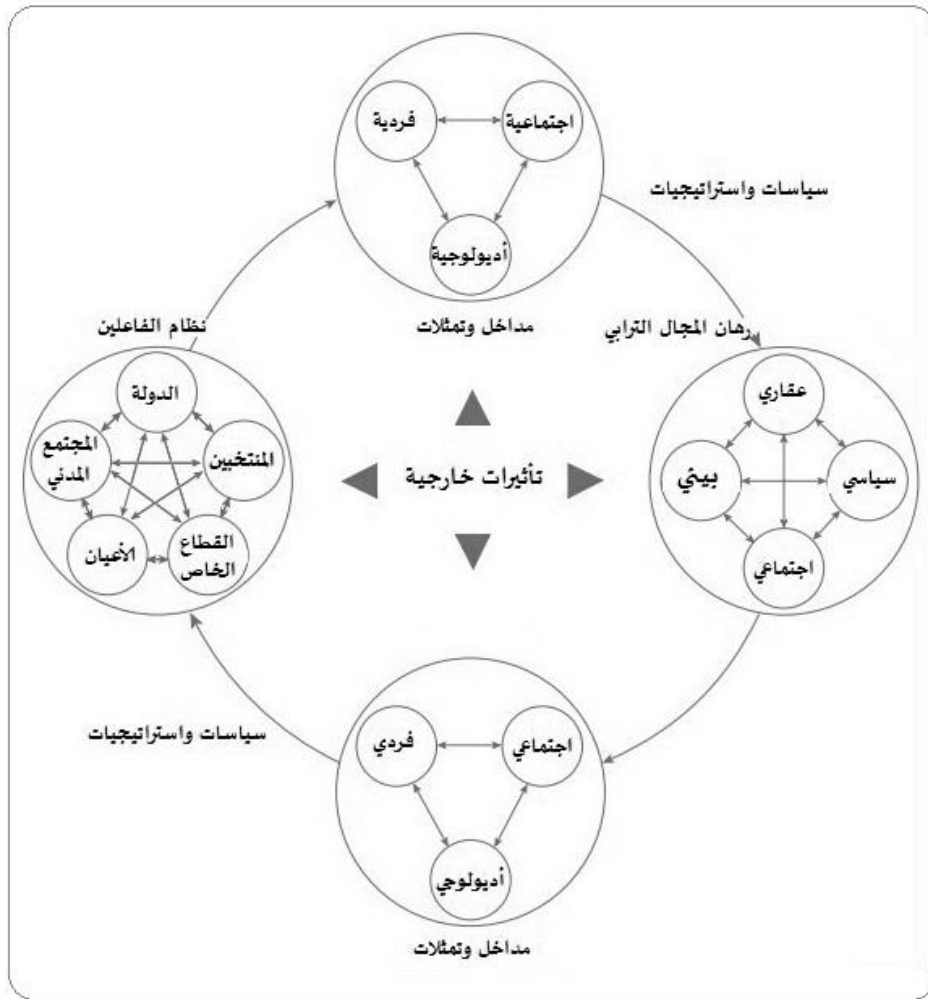 اجتماعية
فردية
أديولوجية
مداخل وتمثلات
سياسات واستراتيجيات
رهان المجال الترابي
عقاري
سياسي
بيئي
اجتماعي
نظام الفاعلين
الدولة
المنتخبين
المجتمع
المدني
القطاع
الخاص
الأعيان
تأثيرات خارجية
اجتماعي
فردي
أديولوجي
مداخل وتمثلات
سياسات واستراتيجيات